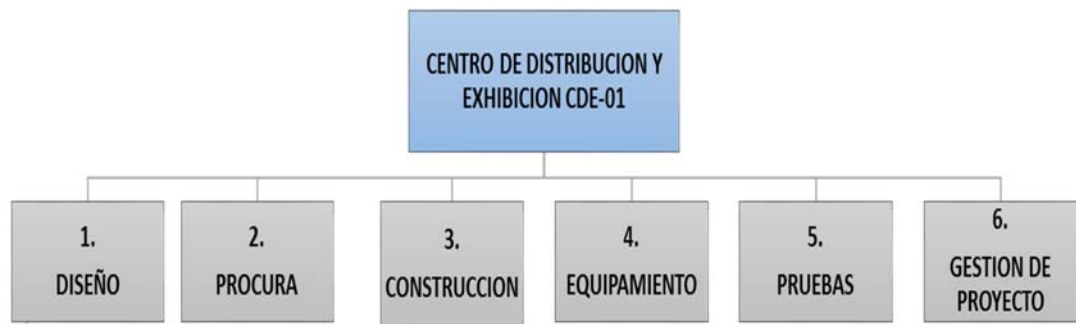 CENTRO DE DISTRIBUCION Y
EXHIBICION CDE-01
1.
DISEÑO
2.
PROCURA
3.
CONSTRUCCION
4.
EQUIPAMIENTO
5.
PRUEBAS
6.
GESTION DE
PROYECTO